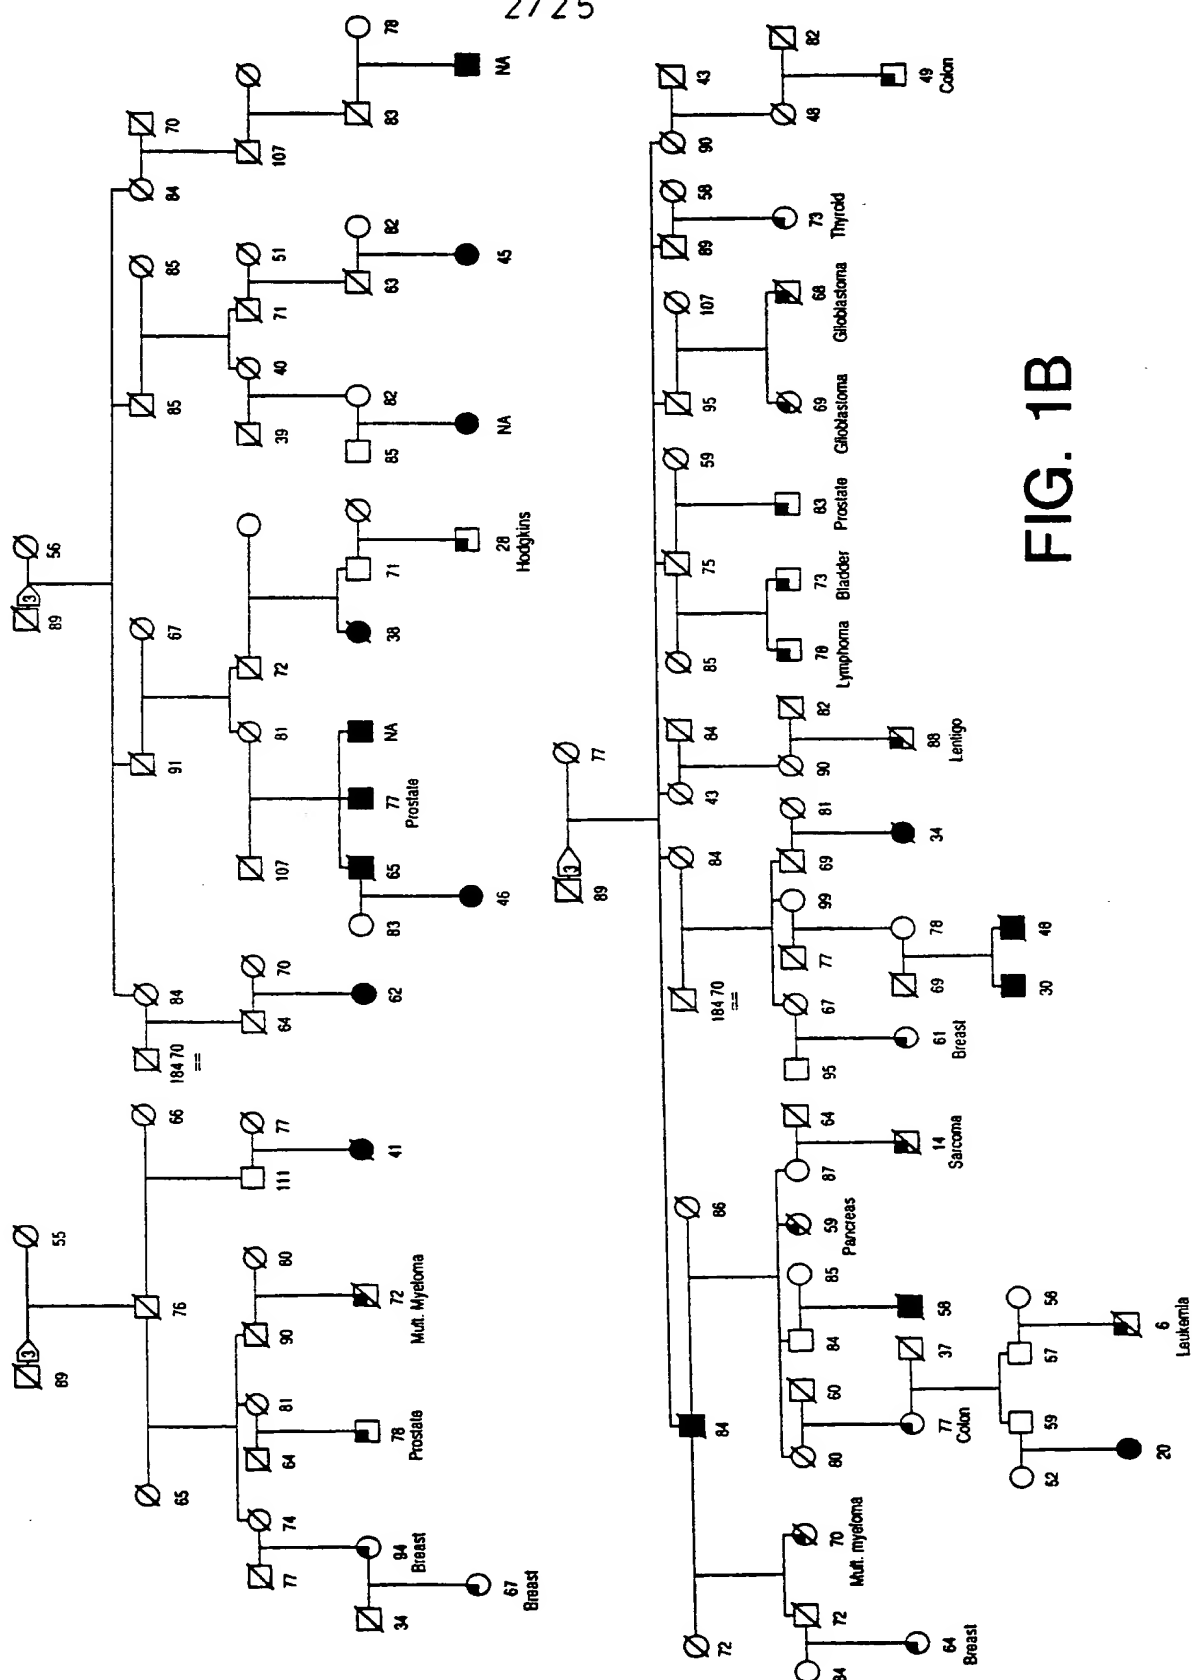 2/25
3 3
89 55 89 56
65 76 66 184 70 84 91 67 85 85 84 70
==
77 74 64 81 90 80 111 77 64 70 107 81 72 39 40 71 51 107
34 94 78 72 41 62 83 65 77 NA 38 71 85 82 63 82 83 78
Breast Prostate Mult. Myeloma Prostate
67 46 28 NA 45 NA
Breast Hodgkins
3
89 77
72 84 86 184 70 84 43 84 85 75 59 95 107 89 58 90 43
==
84 72 70 80 60 84 85 59 87 64 95 67 77 99 69 81 90 82 78 73 83 69 68 73 48 82
Mult. myeloma Pancreas Lymphoma Bladder Prostate Glioblastoma Glioblastoma Thyroid
64 77 37 58 14 61 69 78 34 88 49
Breast Colon Sarcoma Breast Lentigo Colon
52 59 57 56 30 48
20 6
Leukemia
FIG. 1B